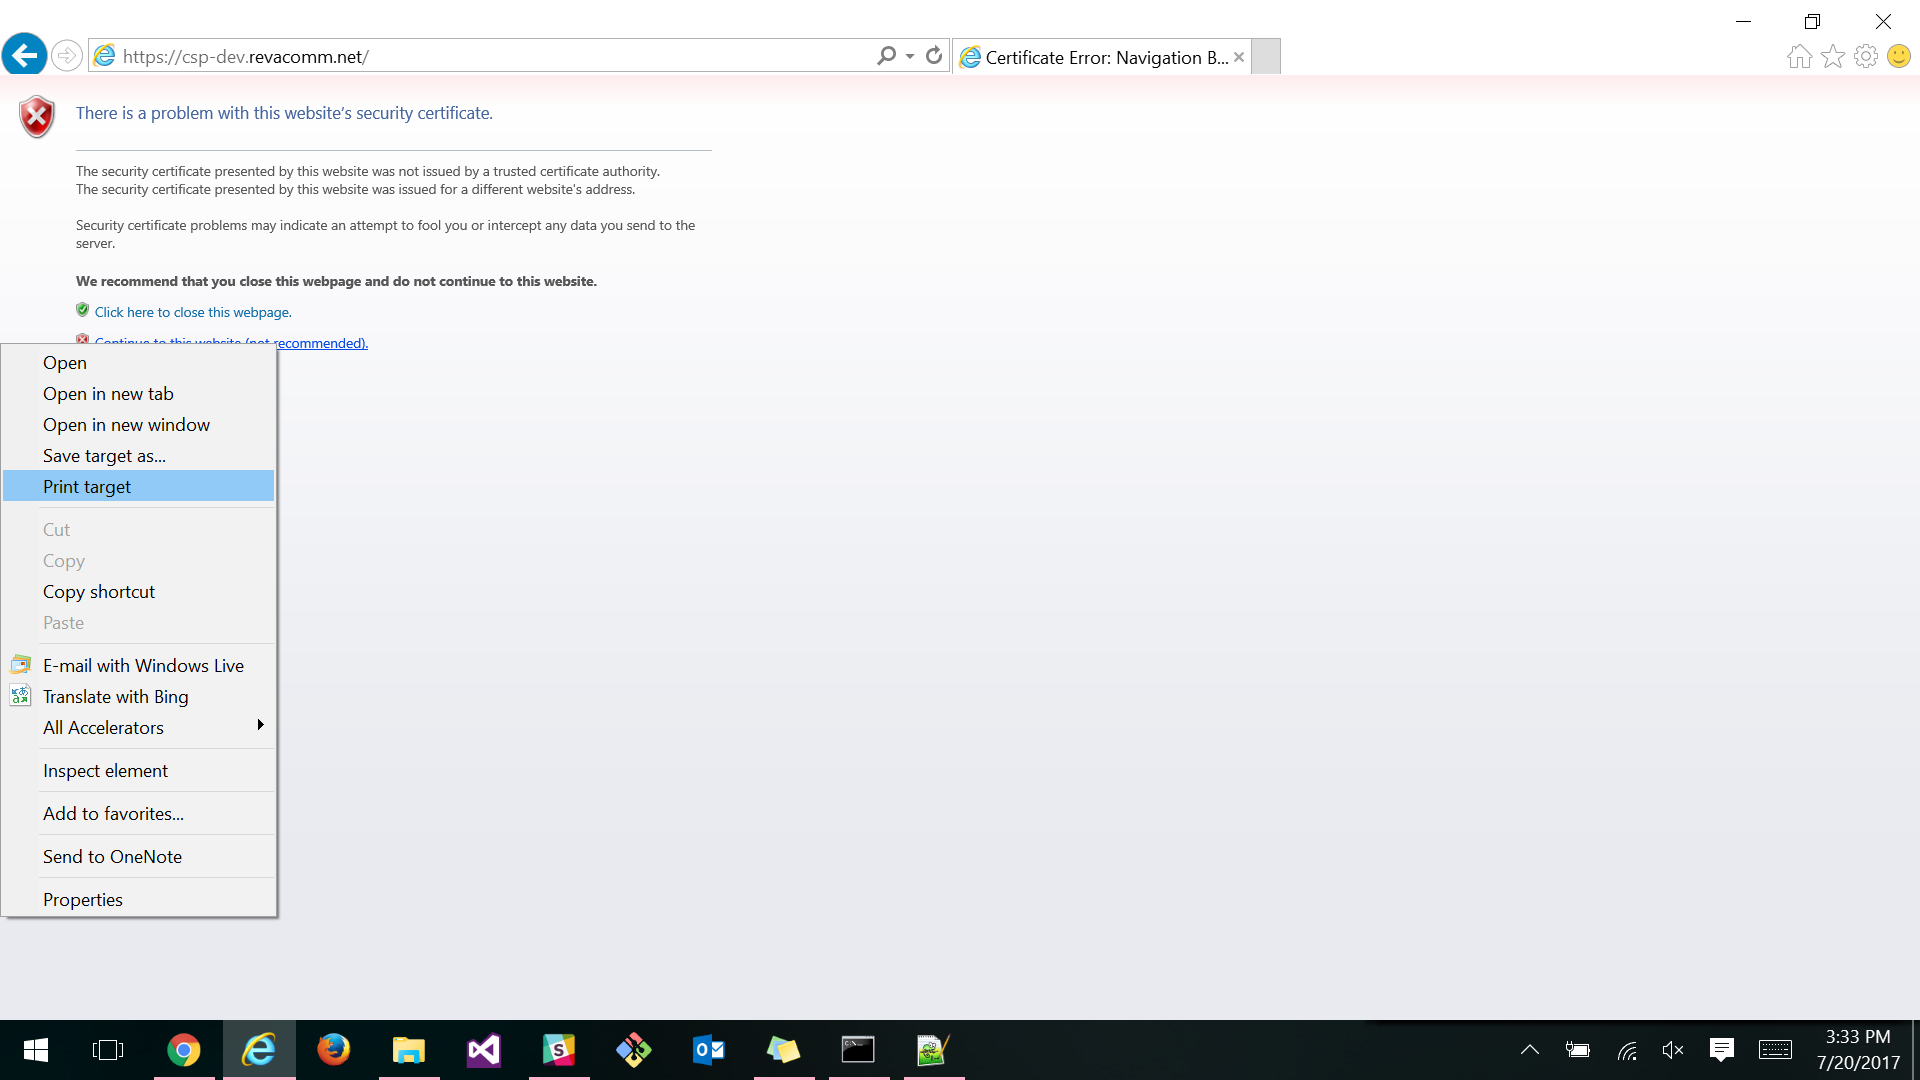 https://csp-dev.revacomm.net/
Certificate Error: Navigation B...
There is a problem with this website's security certificate.
The security certificate presented by this website was not issued by a trusted certificate authority.
The security certificate presented by this website was issued for a different website's address.
Security certificate problems may indicate an attempt to fool you or intercept any data you send to the
server.
We recommend that you close this webpage and do not continue to this website.
Click here to close this webpage.
Continue to this website (not recommended).
Open
Open in new tab
Open in new window
Save target as...
Print target
Cut
Copy
Copy shortcut
Paste
E-mail with Windows Live
Translate with Bing
All Accelerators
Inspect element
Add to favorites...
Send to OneNote
Properties
3:33 PM
7/20/2017